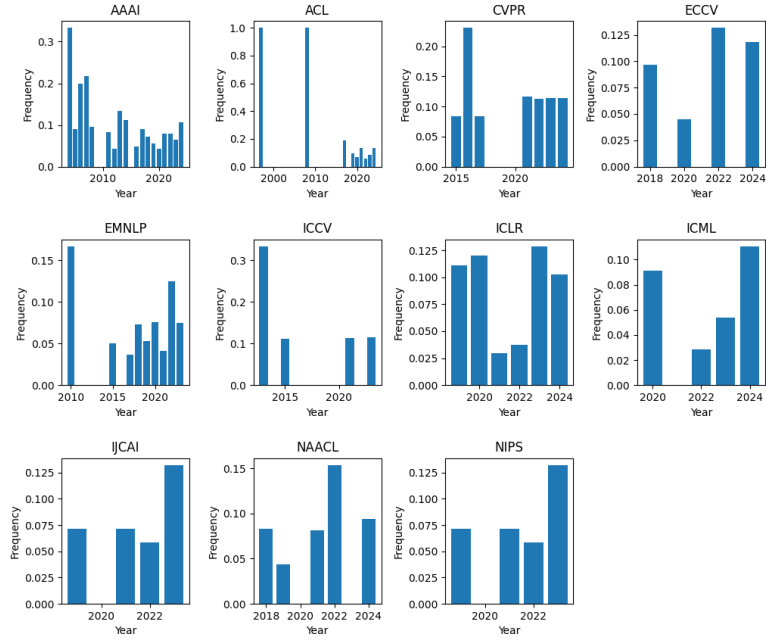 AAAI
0.3
0.2
0.1
0.0
Frequency
2010
2020
Year
ACL
1.0
0.8
0.6
0.4
0.2
0.0
Frequency
2000
2010
2020
Year
CVPR
0.20
0.15
0.10
0.05
0.00
Frequency
2015
2020
Year
ECCV
0.125
0.100
0.075
0.050
0.025
0.000
Frequency
2018
2020
2022
2024
Year
EMNLP
0.15
0.10
0.05
0.00
Frequency
2010
2015
2020
Year
ICCV
0.3
0.2
0.1
0.0
Frequency
2015
2020
Year
ICLR
0.125
0.100
0.075
0.050
0.025
0.000
Frequency
2020
2022
2024
Year
ICML
0.10
0.08
0.06
0.04
0.02
0.00
Frequency
2020
2022
2024
Year
IJCAI
0.125
0.100
0.075
0.050
0.025
0.000
Frequency
2020
2022
Year
NAACL
0.15
0.10
0.05
0.00
Frequency
2018
2020
2022
2024
Year
NIPS
0.125
0.100
0.075
0.050
0.025
0.000
Frequency
2020
2022
Year